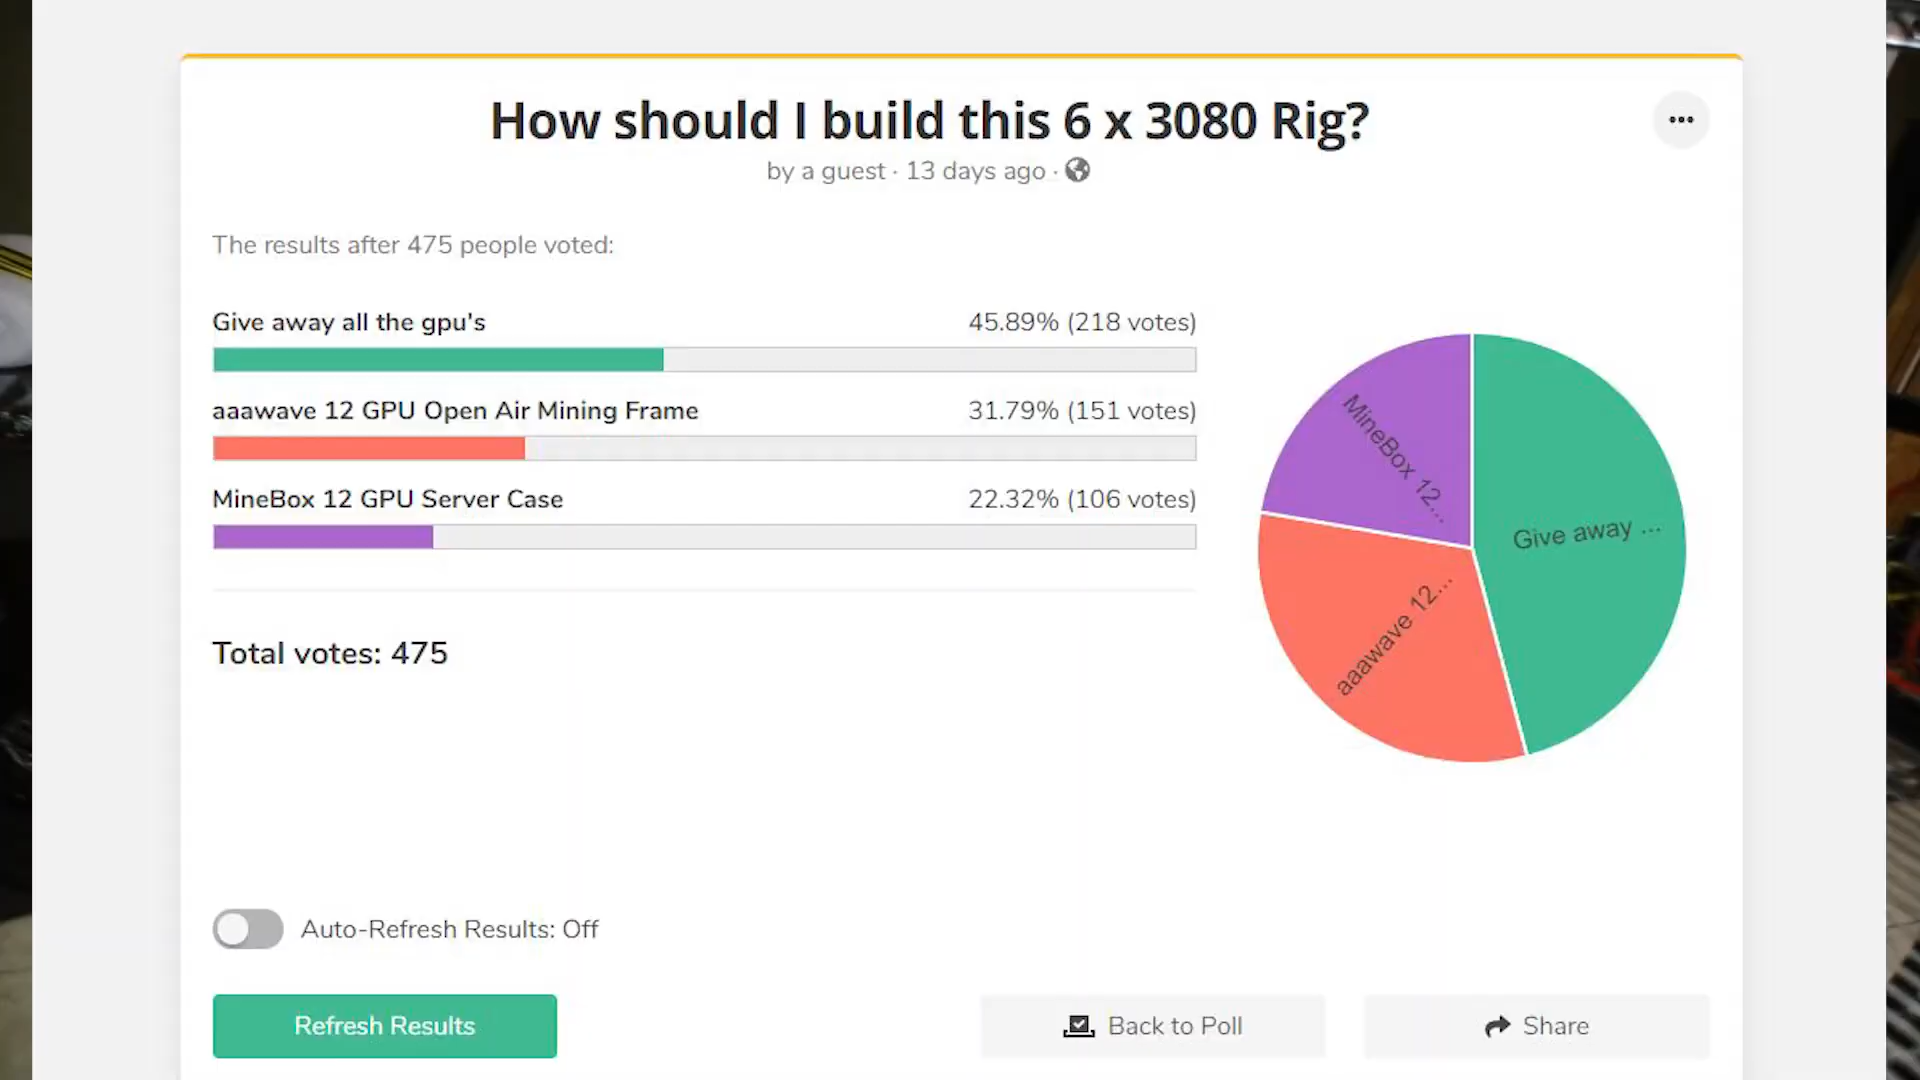 How should I build this 6 x 3080 Rig?
by a guest · 13 days ago ·
The results after 475 people voted:
Give away all the gpu's 45.89% (218 votes)
aaawave 12 GPU Open Air Mining Frame 31.79% (151 votes)
MineBox 12 GPU Server Case 22.32% (106 votes)
MineBox 12...
Give away ...
aaawave 12...
Total votes: 475
Auto-Refresh Results: Off
Refresh Results
Back to Poll
Share